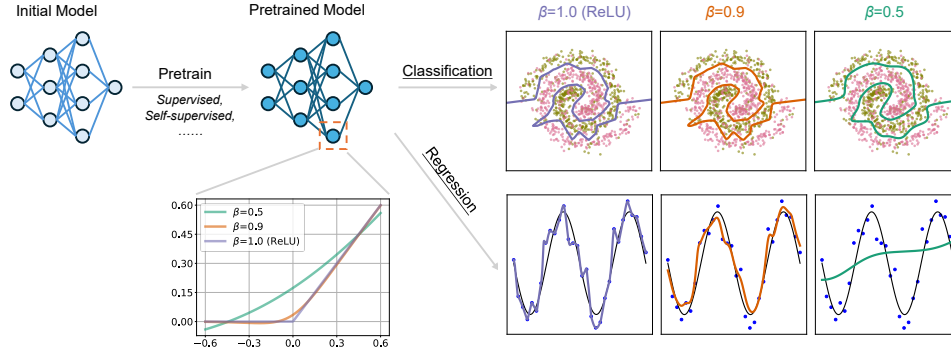 Initial Model
Pretrained Model
Pretrain
Supervised,
Self-supervised,
......
Classification
Regression
β=1.0 (ReLU)
β=0.9
β=0.5
0.60
0.45
0.30
0.15
0.00
−0.6
−0.3
0.0
0.3
0.6
β=0.5
β=0.9
β=1.0 (ReLU)